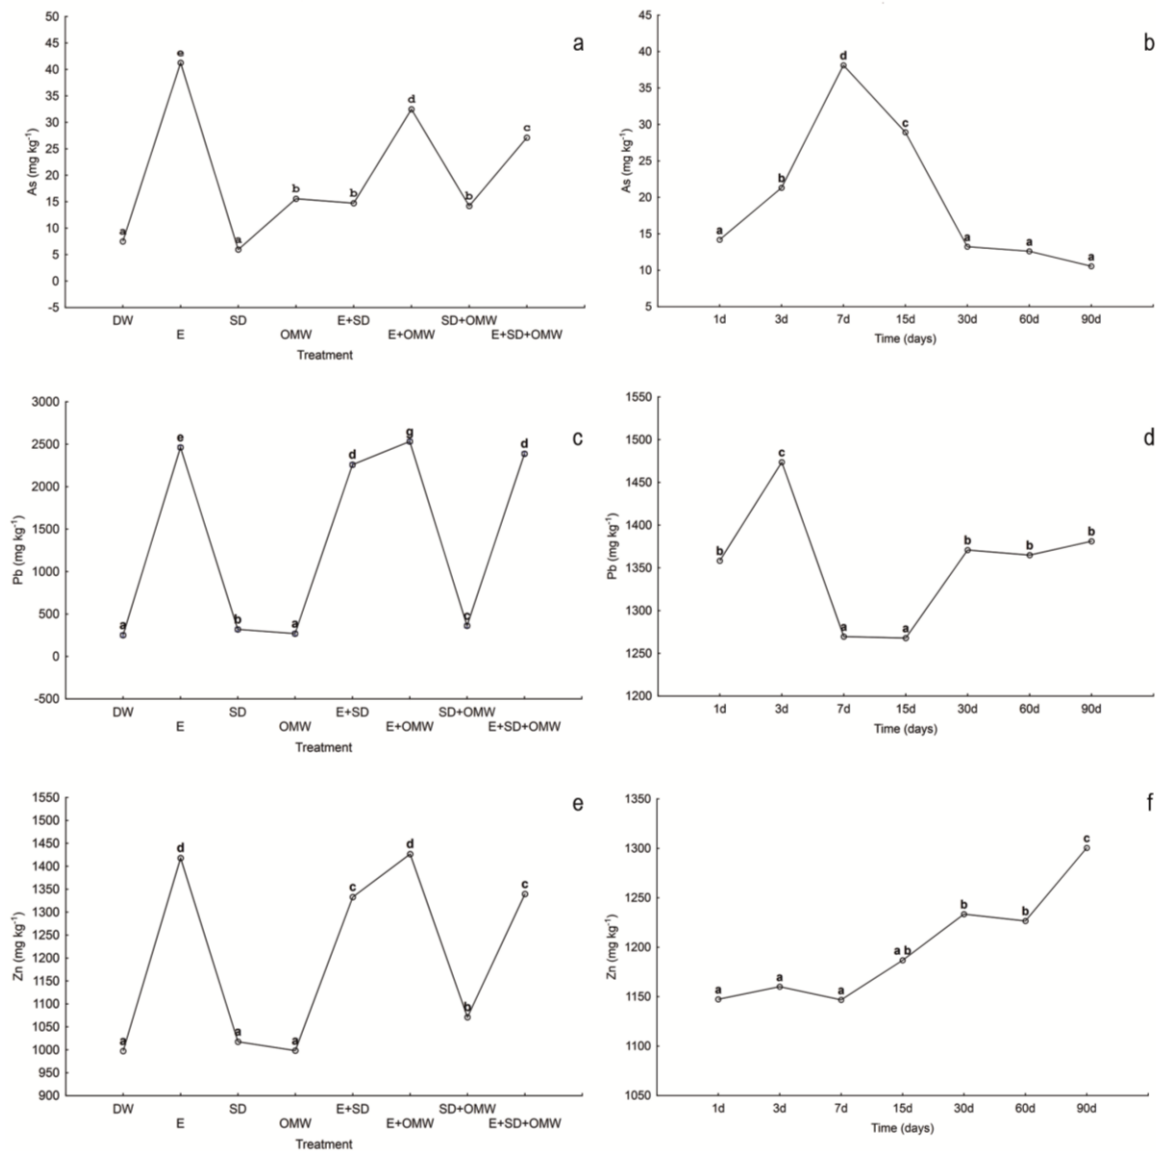 a
50
45
40
35
30
25
20
15
10
5
0
-5
As (mg kg⁻¹)
a
e
a
b
b
d
b
c
DW
E
SD
OMW
E+SD
E+OMW
SD+OMW
E+SD+OMW
Treatment
b
45
40
35
30
25
20
15
10
5
As (mg kg⁻¹)
a
b
d
c
a
a
a
1d
3d
7d
15d
30d
60d
90d
Time (days)
c
3000
2500
2000
1500
1000
500
0
-500
Pb (mg kg⁻¹)
a
e
b
a
d
g
c
d
DW
E
SD
OMW
E+SD
E+OMW
SD+OMW
E+SD+OMW
Treatment
d
1550
1500
1450
1400
1350
1300
1250
1200
Pb (mg kg⁻¹)
b
c
a
a
b
b
b
1d
3d
7d
15d
30d
60d
90d
Time (days)
e
1550
1500
1450
1400
1350
1300
1250
1200
1150
1100
1050
1000
950
900
Zn (mg kg⁻¹)
a
d
a
a
c
d
b
c
DW
E
SD
OMW
E+SD
E+OMW
SD+OMW
E+SD+OMW
Treatment
f
1350
1300
1250
1200
1150
1100
1050
Zn (mg kg⁻¹)
a
a
a
a b
b
b
c
1d
3d
7d
15d
30d
60d
90d
Time (days)